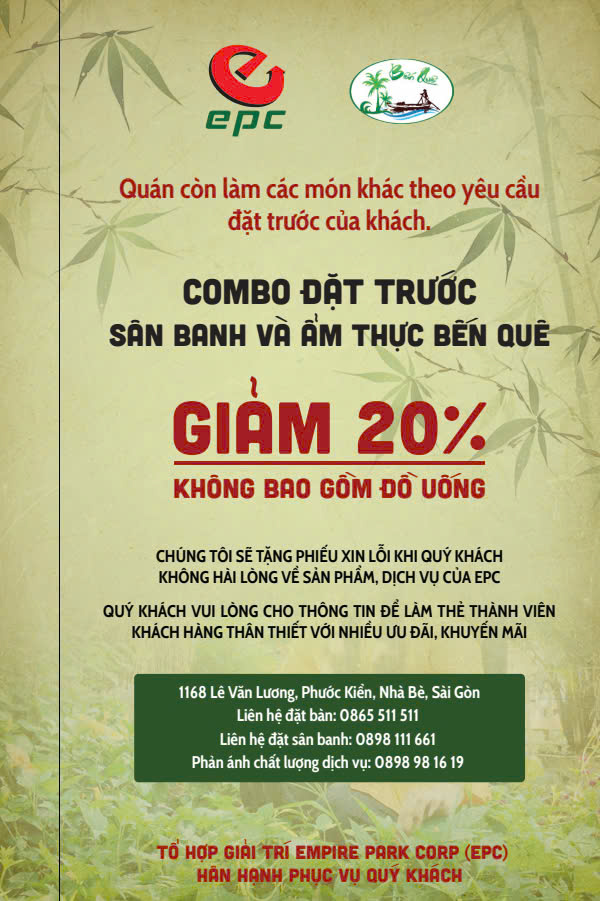 epc
Bến Quê
Quán còn làm các món khác theo yêu cầu
đặt trước của khách.
COMBO ĐẶT TRƯỚC
SÂN BANH VÀ ẨM THỰC BẾN QUÊ
GIẢM 20%
KHÔNG BAO GỒM ĐỒ UỐNG
CHÚNG TÔI SẼ TẶNG PHIẾU XIN LỖI KHI QUÝ KHÁCH
KHÔNG HÀI LÒNG VỀ SẢN PHẨM, DỊCH VỤ CỦA EPC
QUÝ KHÁCH VUI LÒNG CHO THÔNG TIN ĐỂ LÀM THẺ THÀNH VIÊN
KHÁCH HÀNG THÂN THIẾT VỚI NHIỀU ƯU ĐÃI, KHUYẾN MÃI
1168 Lê Văn Lương, Phước Kiển, Nhà Bè, Sài Gòn
Liên hệ đặt bàn: 0865 511 511
Liên hệ đặt sân banh: 0898 111 661
Phản ánh chất lượng dịch vụ: 0898 98 16 19
TỔ HỢP GIẢI TRÍ EMPIRE PARK CORP (EPC)
HÂN HẠNH PHỤC VỤ QUÝ KHÁCH